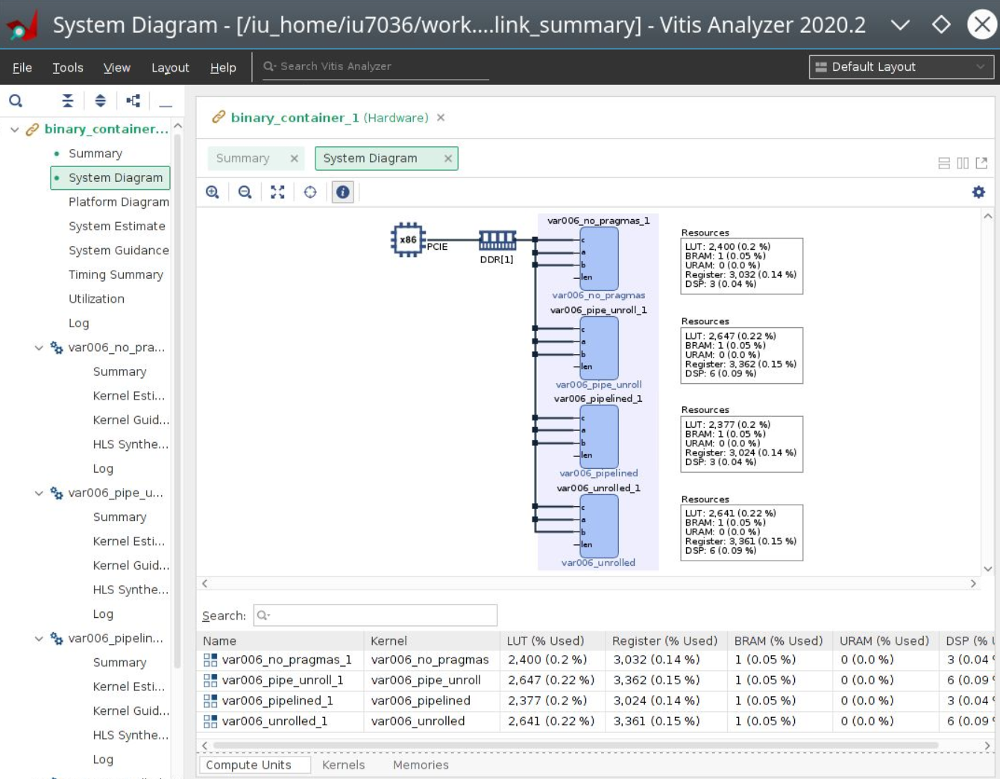 System Diagram - [/iu_home/iu7036/work....link_summary] - Vitis Analyzer 2020.2
File Tools View Layout Help Search Vitis Analyzer Default Layout
binary_container...
Summary
System Diagram
Platform Diagram
System Estimate
System Guidance
Timing Summary
Utilization
Log
var006_no_pra...
Summary
Kernel Esti...
Kernel Guid...
HLS Synthe...
Log
var006_pipe_u...
Summary
Kernel Esti...
Kernel Guid...
HLS Synthe...
Log
var006_pipelin...
Summary
Kernel Esti...
Kernel Guid...
HLS Synthe...
Log
binary_container_1 (Hardware)
Summary System Diagram
x86
PCIE
DDR[1]
var006_no_pragmas_1
c
a
b
len
var006_no_pragmas
Resources
LUT: 2,400 (0.2 %)
BRAM: 1 (0.05 %)
URAM: 0 (0.0 %)
Register: 3,032 (0.14 %)
DSP: 3 (0.04 %)
var006_pipe_unroll_1
c
a
b
len
var006_pipe_unroll
Resources
LUT: 2,647 (0.22 %)
BRAM: 1 (0.05 %)
URAM: 0 (0.0 %)
Register: 3,362 (0.15 %)
DSP: 6 (0.09 %)
var006_pipelined_1
c
a
b
len
var006_pipelined
Resources
LUT: 2,377 (0.2 %)
BRAM: 1 (0.05 %)
URAM: 0 (0.0 %)
Register: 3,024 (0.14 %)
DSP: 3 (0.04 %)
var006_unrolled_1
c
a
b
len
var006_unrolled
Resources
LUT: 2,641 (0.22 %)
BRAM: 1 (0.05 %)
URAM: 0 (0.0 %)
Register: 3,361 (0.15 %)
DSP: 6 (0.09 %)
Search:
Name Kernel LUT (% Used) Register (% Used) BRAM (% Used) URAM (% Used) DSP (%
var006_no_pragmas_1 var006_no_pragmas 2,400 (0.2 %) 3,032 (0.14 %) 1 (0.05 %) 0 (0.0 %) 3 (0.04
var006_pipe_unroll_1 var006_pipe_unroll 2,647 (0.22 %) 3,362 (0.15 %) 1 (0.05 %) 0 (0.0 %) 6 (0.09
var006_pipelined_1 var006_pipelined 2,377 (0.2 %) 3,024 (0.14 %) 1 (0.05 %) 0 (0.0 %) 3 (0.04
var006_unrolled_1 var006_unrolled 2,641 (0.22 %) 3,361 (0.15 %) 1 (0.05 %) 0 (0.0 %) 6 (0.09
Compute Units Kernels Memories